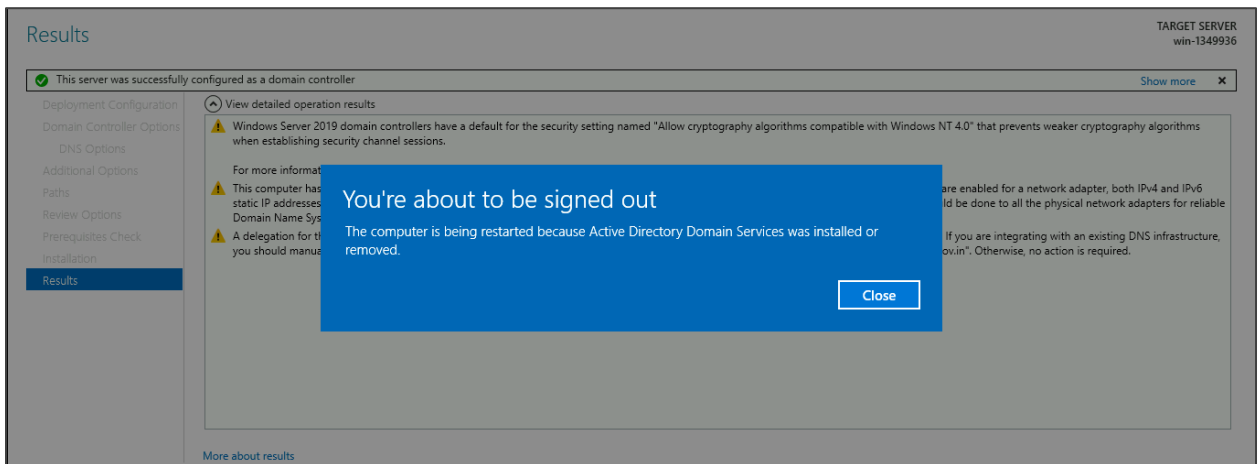 Results
TARGET SERVER
win-1349936
This server was successfully configured as a domain controller
Show more
Deployment Configuration
Domain Controller Options
DNS Options
Additional Options
Paths
Review Options
Prerequisites Check
Installation
Results
View detailed operation results
Windows Server 2019 domain controllers have a default for the security setting named "Allow cryptography algorithms compatible with Windows NT 4.0" that prevents weaker cryptography algorithms
when establishing security channel sessions.
For more
This computer has are enabled for a network adapter, both IPv4 and IPv6
static IP addresses be done to all the physical network adapters for reliable
Domain Name
A delegation for If you are integrating with an existing DNS infrastructure,
you should Otherwise, no action is required.
You're about to be signed out
The computer is being restarted because Active Directory Domain Services was installed or
removed.
Close
More about results